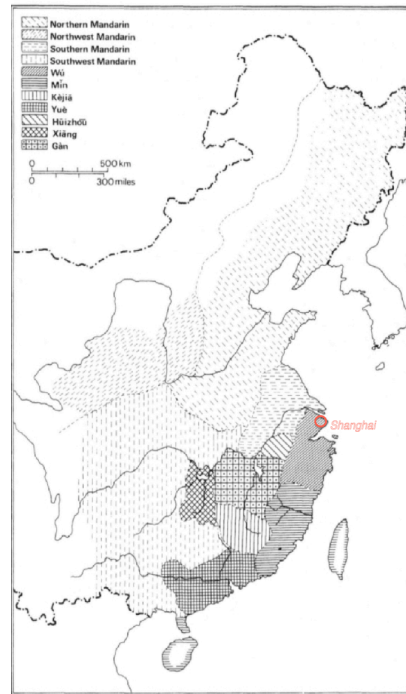 Northern Mandarin
Northwest Mandarin
Southern Mandarin
Southwest Mandarin
Wú
Mǐn
Kèjiā
Yuè
Hūizhōū
Xiāng
Gàn
0 500 km
0 300 miles
Shanghai